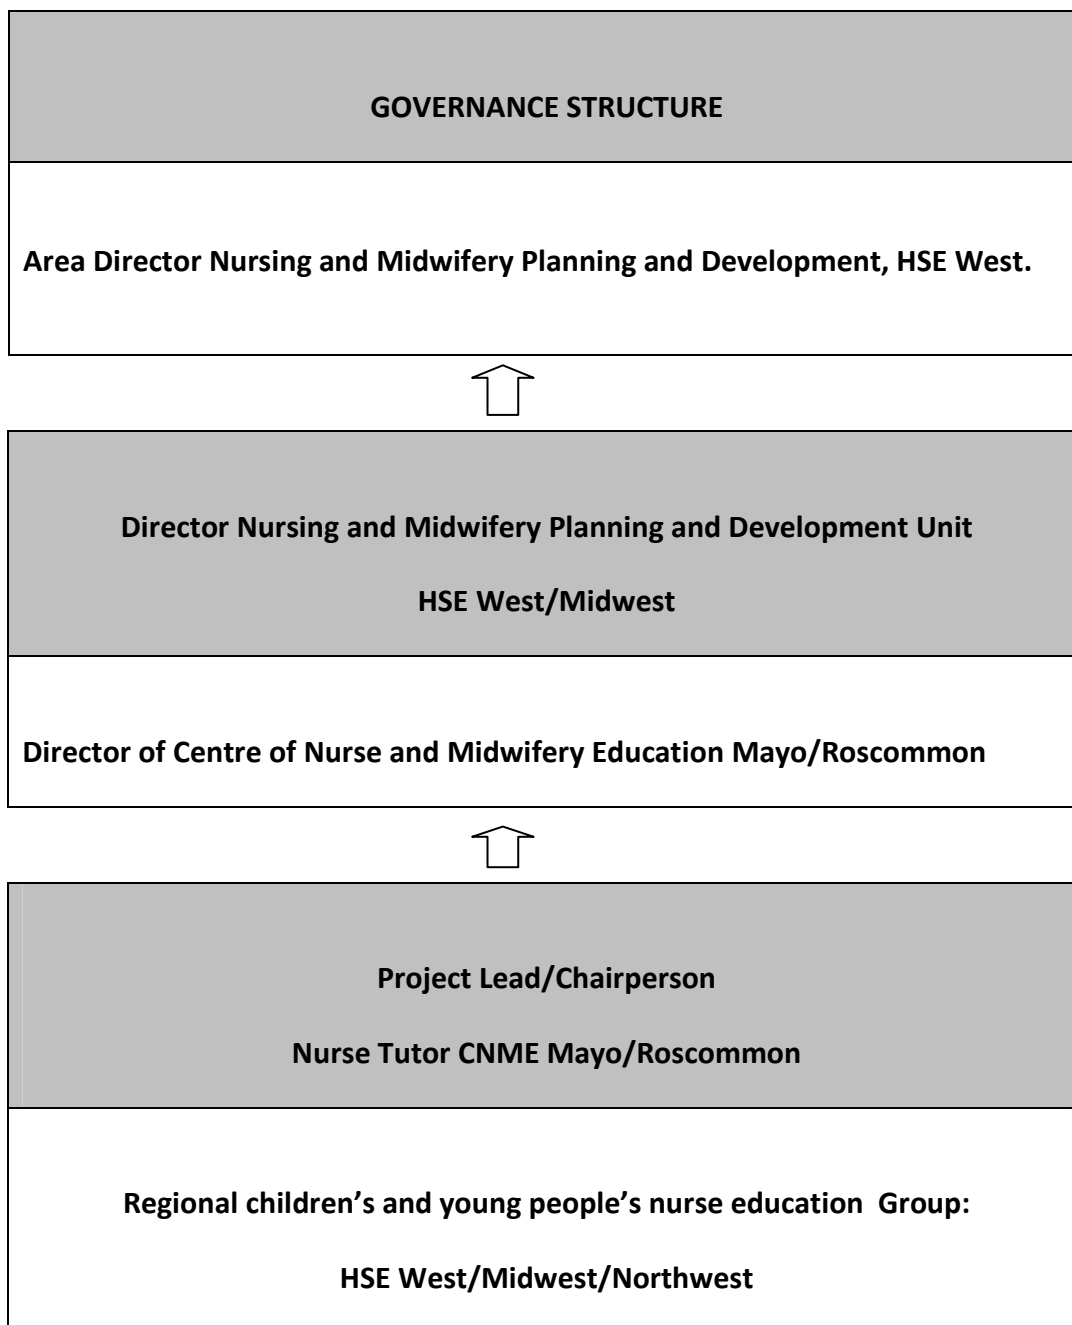 GOVERNANCE STRUCTURE
Area Director Nursing and Midwifery Planning and Development, HSE West.
Director Nursing and Midwifery Planning and Development Unit
HSE West/Midwest
Director of Centre of Nurse and Midwifery Education Mayo/Roscommon
Project Lead/Chairperson
Nurse Tutor CNME Mayo/Roscommon
Regional children’s and young people’s nurse education  Group:
HSE West/Midwest/Northwest